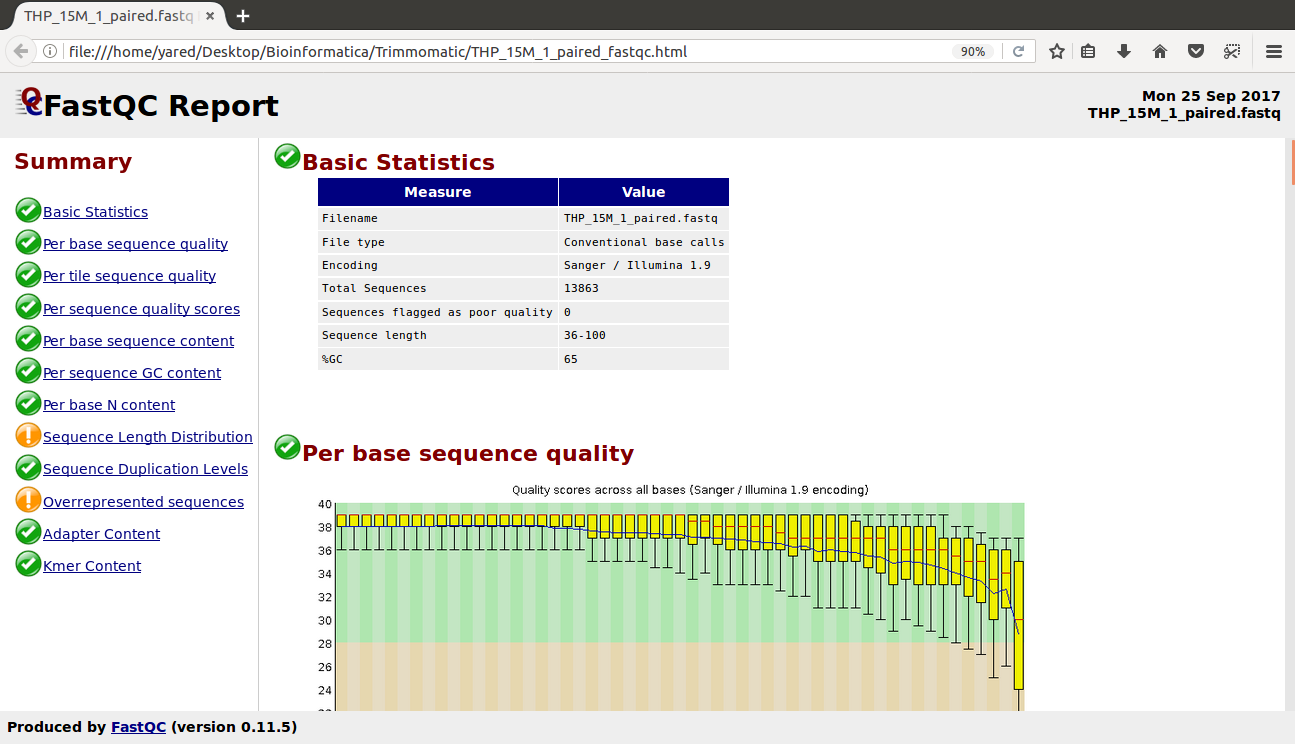 THP_15M_1_paired.fastq
file:///home/yared/Desktop/Bioinformatica/Trimmomatic/THP_15M_1_paired_fastqc.html
90%
FastQC Report
Mon 25 Sep 2017
THP_15M_1_paired.fastq
Summary
Basic Statistics
Per base sequence quality
Per tile sequence quality
Per sequence quality scores
Per base sequence content
Per sequence GC content
Per base N content
Sequence Length Distribution
Sequence Duplication Levels
Overrepresented sequences
Adapter Content
Kmer Content
Basic Statistics
Measure Value
Filename THP_15M_1_paired.fastq
File type Conventional base calls
Encoding Sanger / Illumina 1.9
Total Sequences 13863
Sequences flagged as poor quality 0
Sequence length 36-100
%GC 65
Per base sequence quality
Quality scores across all bases (Sanger / Illumina 1.9 encoding)
40
38
36
34
32
30
28
26
24
Produced by FastQC (version 0.11.5)